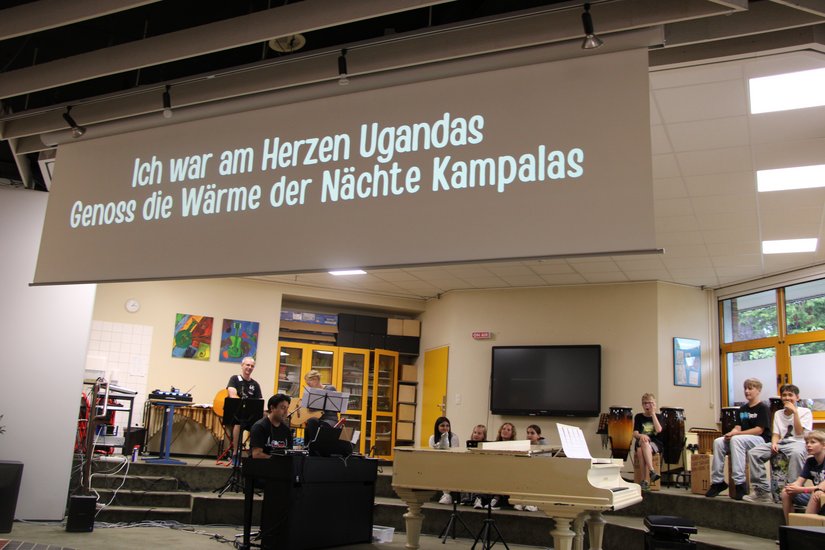 Ich war am Herzen Ugandas
Genoss die Wärme der Nächte Kampalas